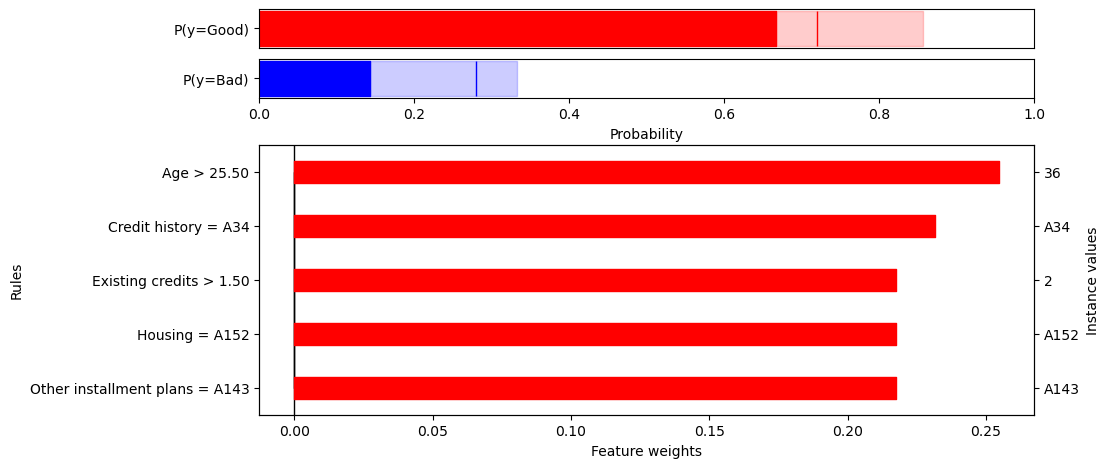 P(y=Good)
P(y=Bad)
0.0 0.2 0.4 0.6 0.8 1.0
Probability
Age > 25.50 36
Credit history = A34 A34
Existing credits > 1.50 2
Housing = A152 A152
Other installment plans = A143 A143
Rules
Instance values
0.00 0.05 0.10 0.15 0.20 0.25
Feature weights